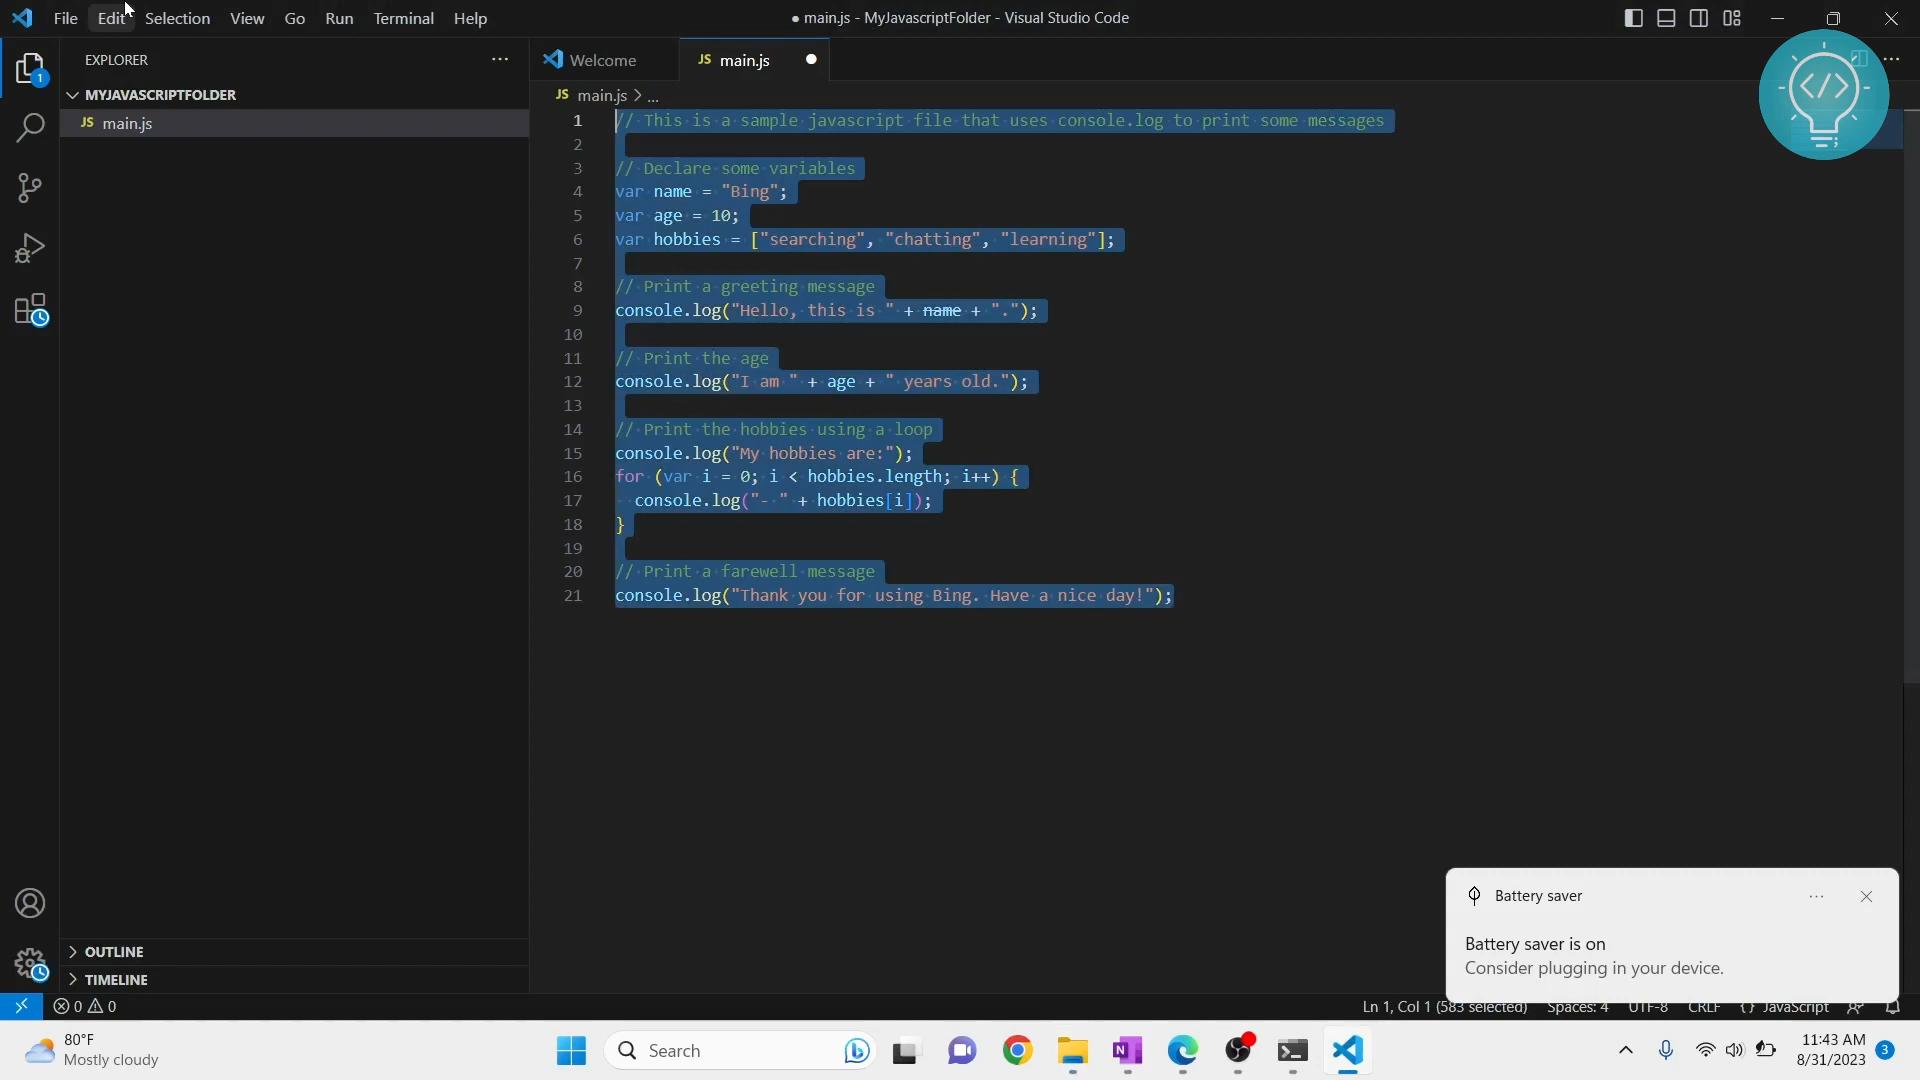 File Edit Selection View Go Run Terminal Help
● main.js - MyJavascriptFolder - Visual Studio Code
EXPLORER
MYJAVASCRIPTFOLDER
JS main.js
Welcome
JS main.js
JS main.js > ...
1 // This is a sample javascript file that uses console.log to print some messages
2
3 // Declare some variables
4 var name = "Bing";
5 var age = 10;
6 var hobbies = ["searching", "chatting", "learning"];
7
8 // Print a greeting message
9 console.log("Hello, this is " + name + ".");
10
11 // Print the age
12 console.log("I am " + age + " years old.");
13
14 // Print the hobbies using a loop
15 console.log("My hobbies are:");
16 for (var i = 0; i < hobbies.length; i++) {
17   console.log("- " + hobbies[i]);
18 }
19
20 // Print a farewell message
21 console.log("Thank you for using Bing. Have a nice day!");
</>
1
Battery saver
Battery saver is on
Consider plugging in your device.
OUTLINE
TIMELINE
0 0
Ln 1, Col 1 (583 selected) Spaces: 4 UTF-8 CRLF {} JavaScript
80°F
Mostly cloudy
Search
11:43 AM
8/31/2023
3